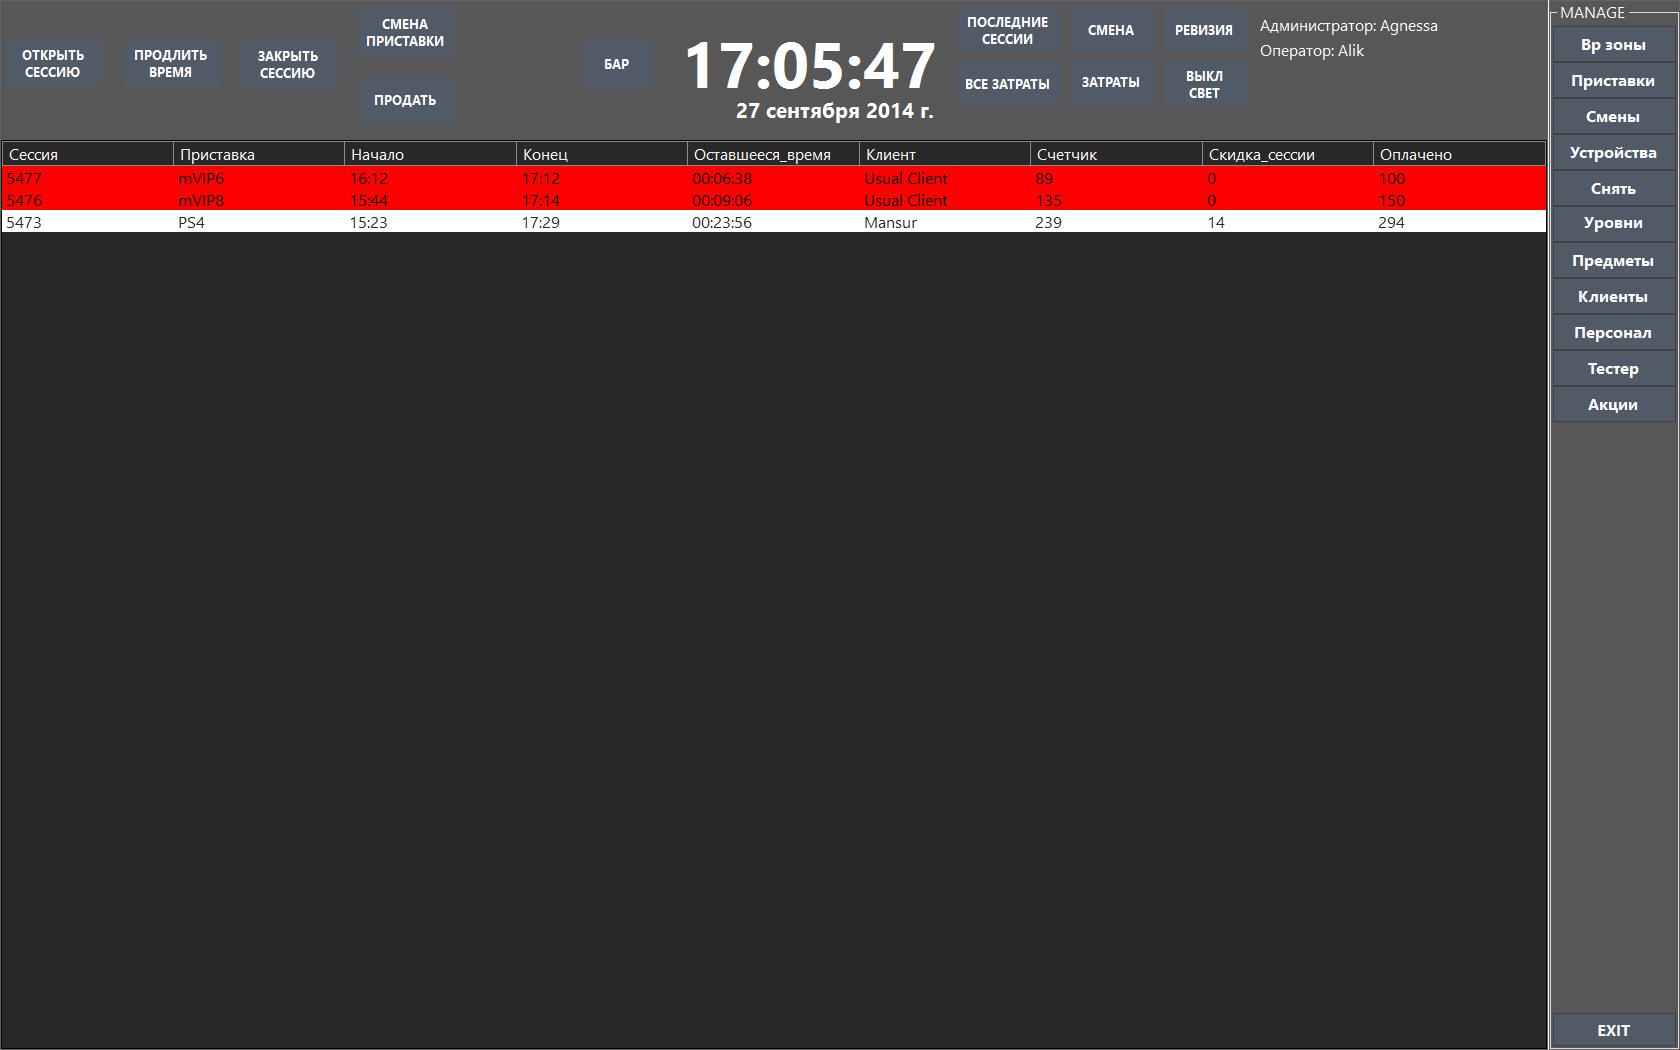 ОТКРЫТЬ
СЕССИЮ
ПРОДЛИТЬ
ВРЕМЯ
ЗАКРЫТЬ
СЕССИЮ
СМЕНА
ПРИСТАВКИ
ПРОДАТЬ
БАР
17:05:47
27 сентября 2014 г.
ПОСЛЕДНИЕ
СЕССИИ
СМЕНА
РЕВИЗИЯ
ВСЕ ЗАТРАТЫ
ЗАТРАТЫ
ВЫКЛ
СВЕТ
Администратор: Agnessa
Оператор: Alik
Сессия Приставка Начало Конец Оставшееся_время Клиент Счетчик Скидка_сессии Оплачено
5477 mVIP6 16:12 17:12 00:06:38 Usual Client 89 0 100
5476 mVIP8 15:44 17:14 00:09:06 Usual Client 135 0 150
5473 PS4 15:23 17:29 00:23:56 Mansur 239 14 294
MANAGE
Вр зоны
Приставки
Смены
Устройства
Снять
Уровни
Предметы
Клиенты
Персонал
Тестер
Акции
EXIT